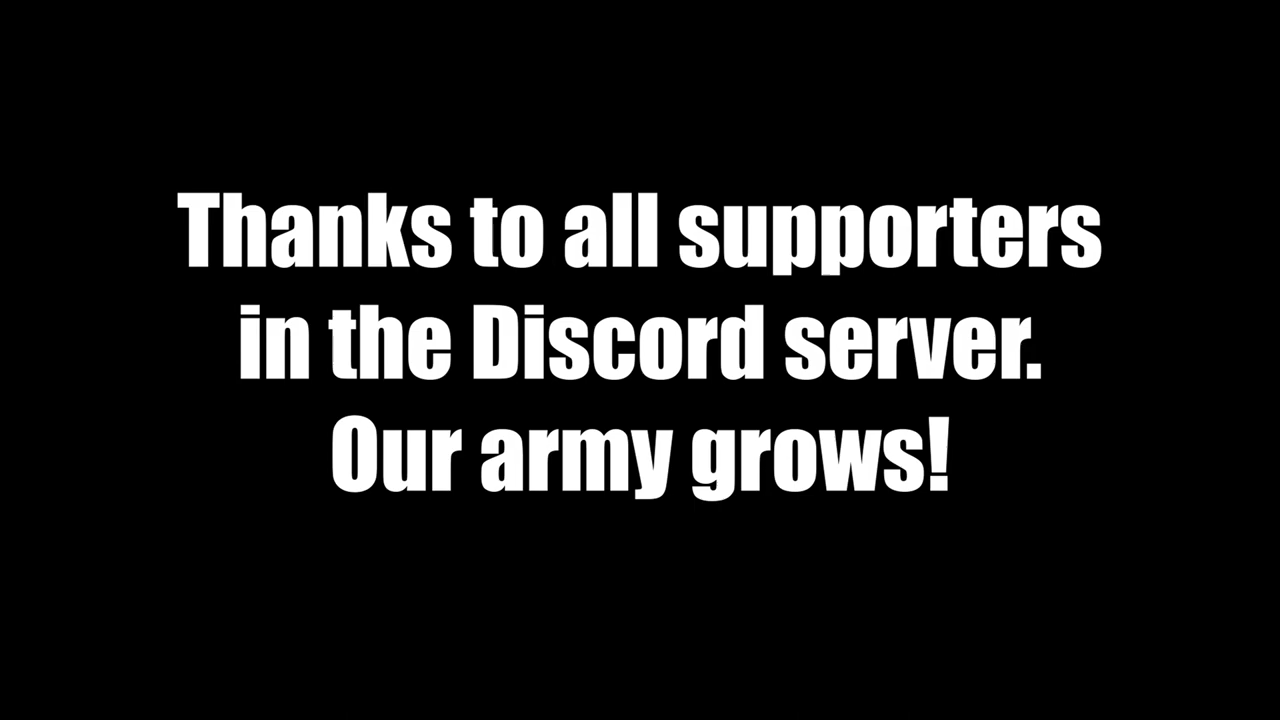 Thanks to all supporters
in the Discord server.
Our army grows!